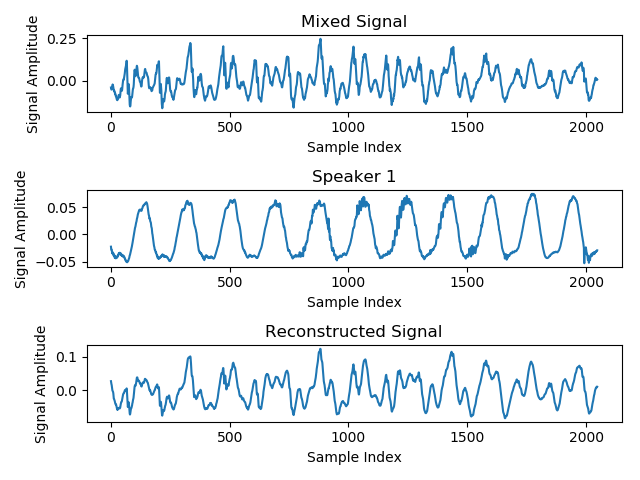 Mixed Signal
Signal Amplitude
0.25
0.00
0 500 1000 1500 2000
Sample Index
Speaker 1
Signal Amplitude
0.05
0.00
−0.05
0 500 1000 1500 2000
Sample Index
Reconstructed Signal
Signal Amplitude
0.1
0.0
0 500 1000 1500 2000
Sample Index